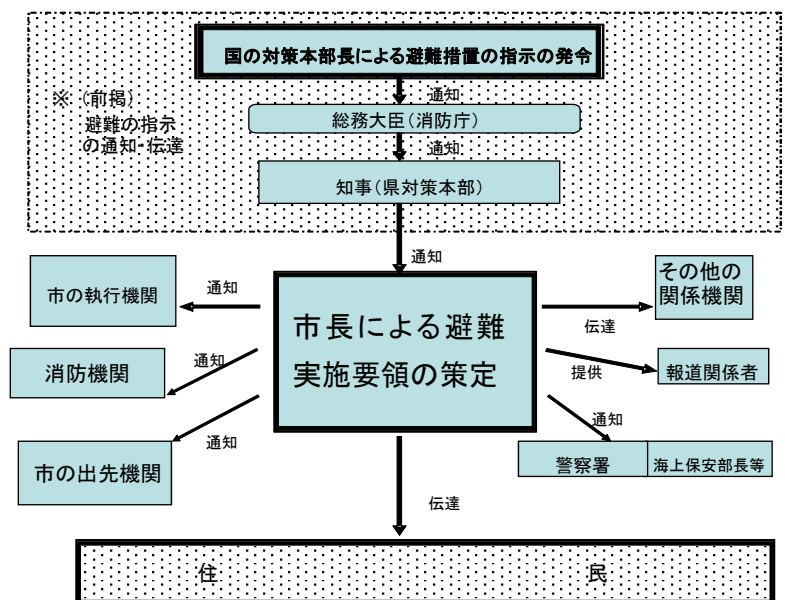 国の対策本部長による避難措置の指示の発令
通知
※（前掲）
避難の指示
の通知・伝達
総務大臣（消防庁）
通知
知事（県対策本部）
通知
市の執行機関
通知
市長による避難
実施要領の策定
その他の
関係機関
伝達
消防機関
通知
提供
報道関係者
市の出先機関
通知
通知
警察署
海上保安部長等
伝達
住　民